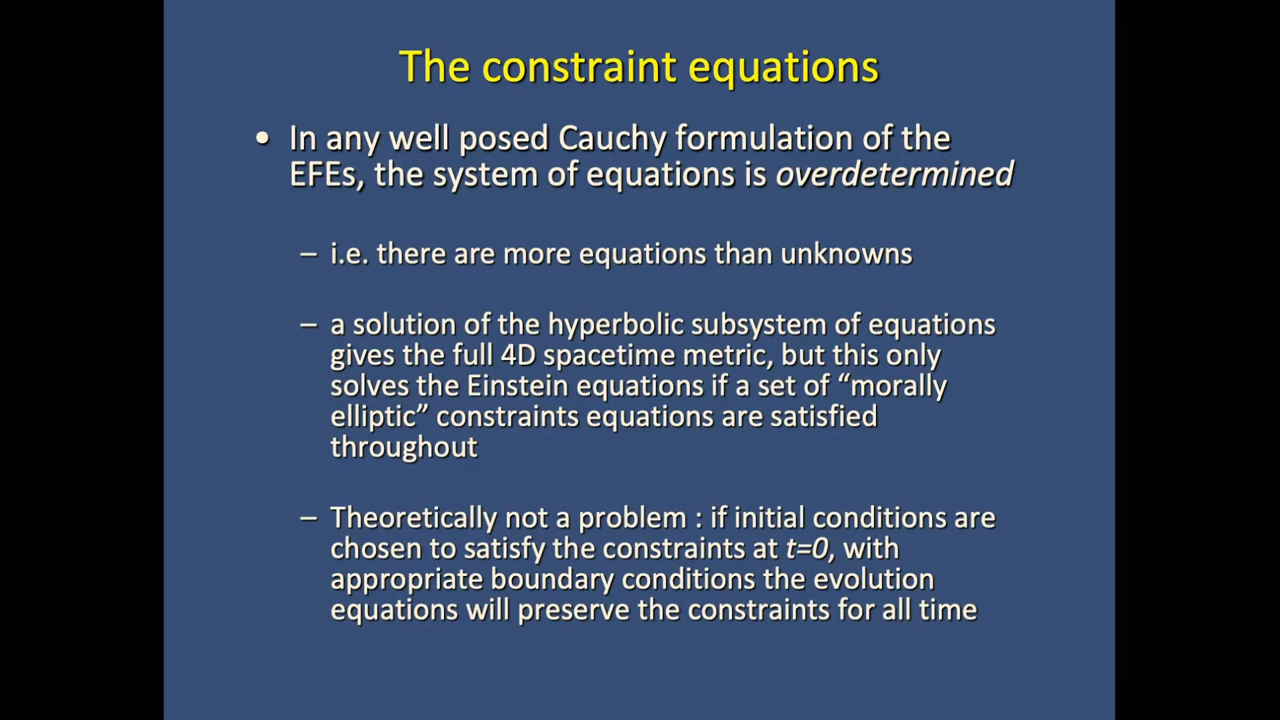 The constraint equations
• In any well posed Cauchy formulation of the
EFEs, the system of equations is overdetermined
– i.e. there are more equations than unknowns
– a solution of the hyperbolic subsystem of equations
gives the full 4D spacetime metric, but this only
solves the Einstein equations if a set of “morally
elliptic” constraints equations are satisfied
throughout
– Theoretically not a problem : if initial conditions are
chosen to satisfy the constraints at t=0, with
appropriate boundary conditions the evolution
equations will preserve the constraints for all time